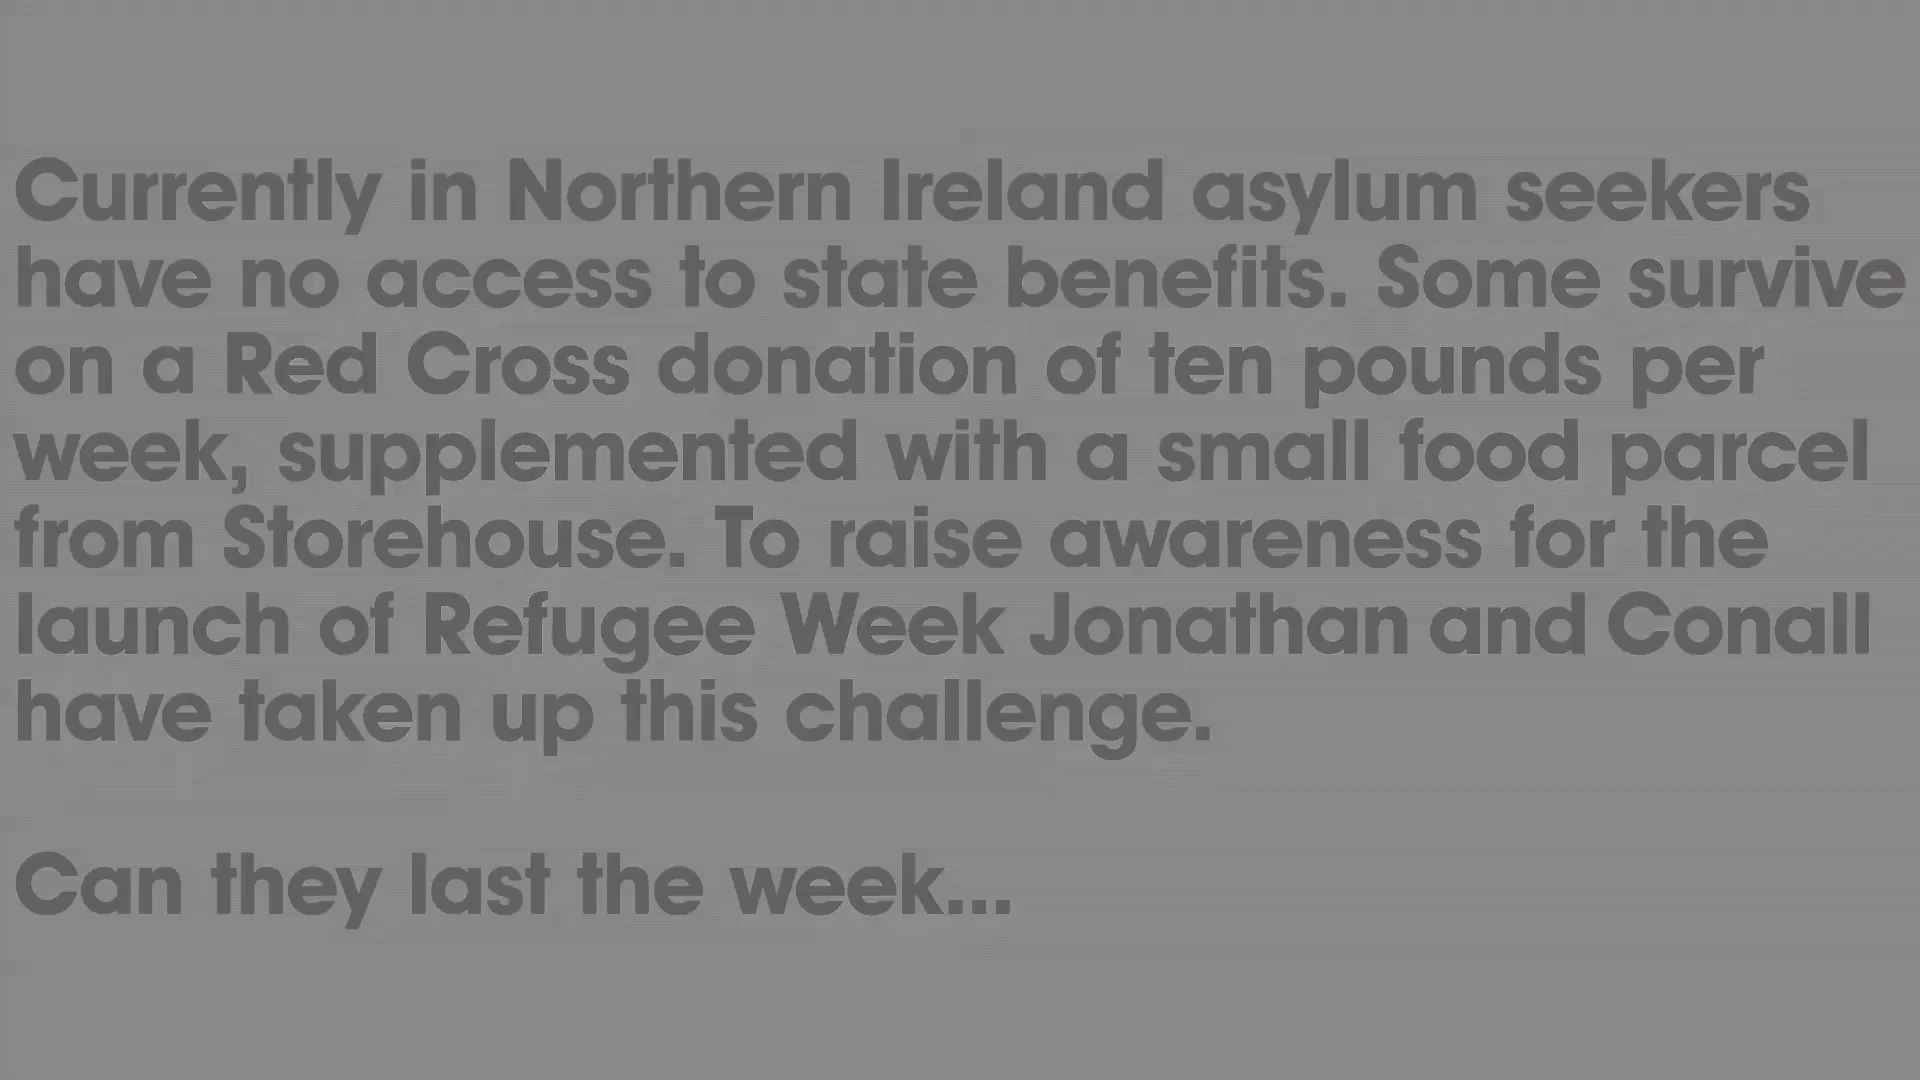 Currently in Northern Ireland asylum seekers
have no access to state benefits. Some survive
on a Red Cross donation of ten pounds per
week, supplemented with a small food parcel
from Storehouse. To raise awareness for the
launch of Refugee Week Jonathan and Conall
have taken up this challenge.
Can they last the week...